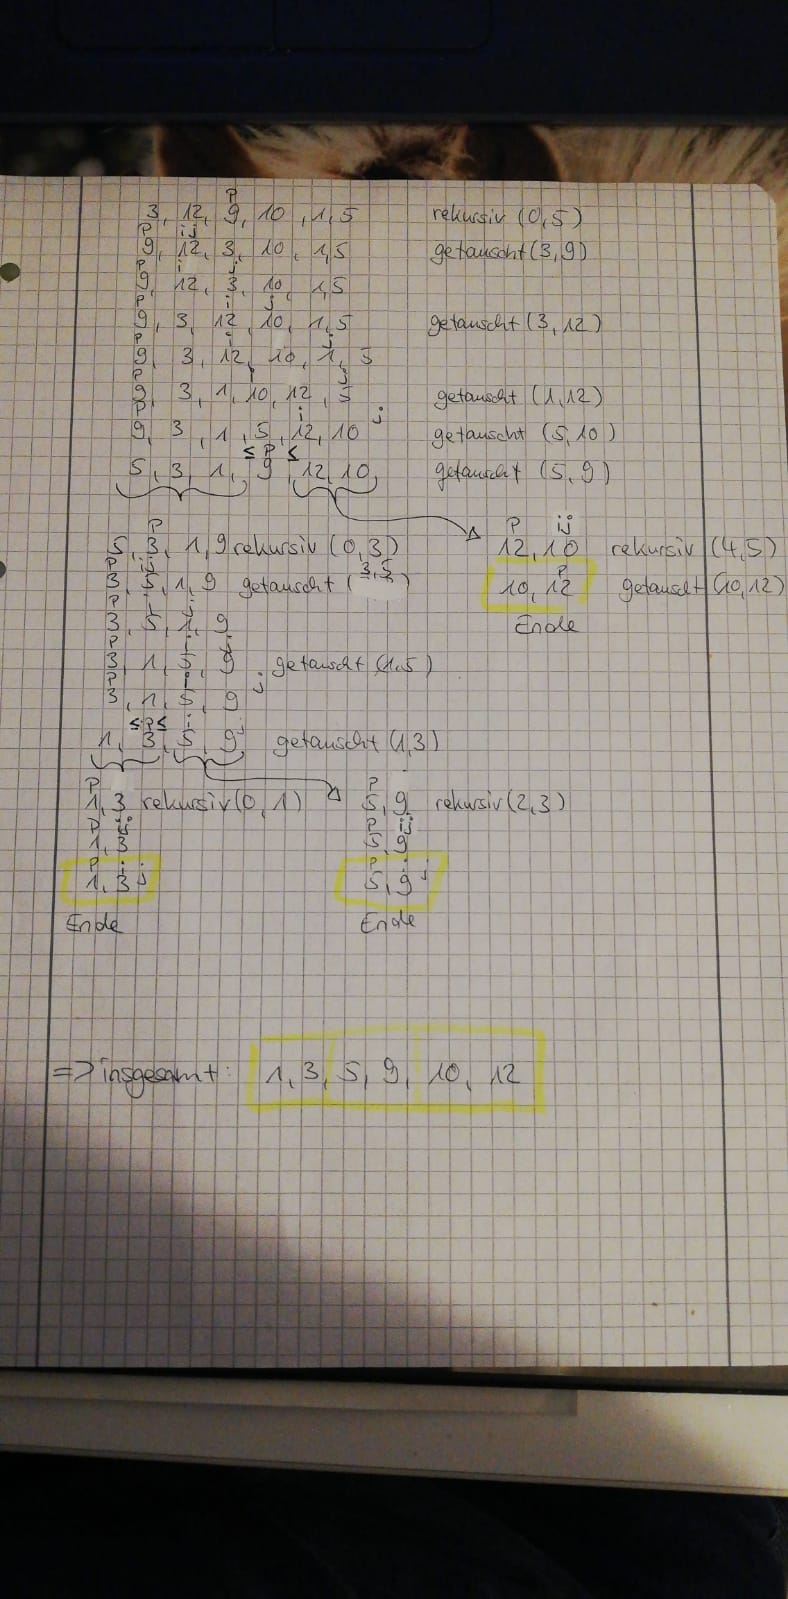 p
3, 12, 9, 10, 1, 5 rekursiv (0,5)
p ij
9, 12, 3, 10, 1, 5 getauscht (3,9)
p i j
9, 12, 3, 10, 1, 5
p i j
9, 3, 12, 10, 1, 5 getauscht (3,12)
p i j
9, 3, 12, 10, 1, 5
p i j
9, 3, 1, 10, 12, 5 getauscht (1,12)
p i j
9, 3, 1, 5, 12, 10 getauscht (5,10)
≤ p ≤
5, 3, 1, 9, 12, 10, getauscht (5,9)
p
5, 3, 1, 9 rekursiv (0,3)
p ij
3, 5, 1, 9 getauscht (3,5)
p i j
3, 5, 1, 9
p i j
3, 1, 5, 9 getauscht (1,5)
p i j
3, 1, 5, 9
≤ p ≤ i j
1, 3, 5, 9 getauscht (1,3)
p ij
12, 10 rekursiv (4,5)
p
10, 12 getauscht (10,12)
Ende
p
1, 3 rekursiv (0,1)
p ij
1, 3
p i j
1, 3
Ende
p
5, 9 rekursiv (2,3)
p ij
5, 9
p i j
5, 9
Ende
=> insgesamt: 1, 3, 5, 9, 10, 12